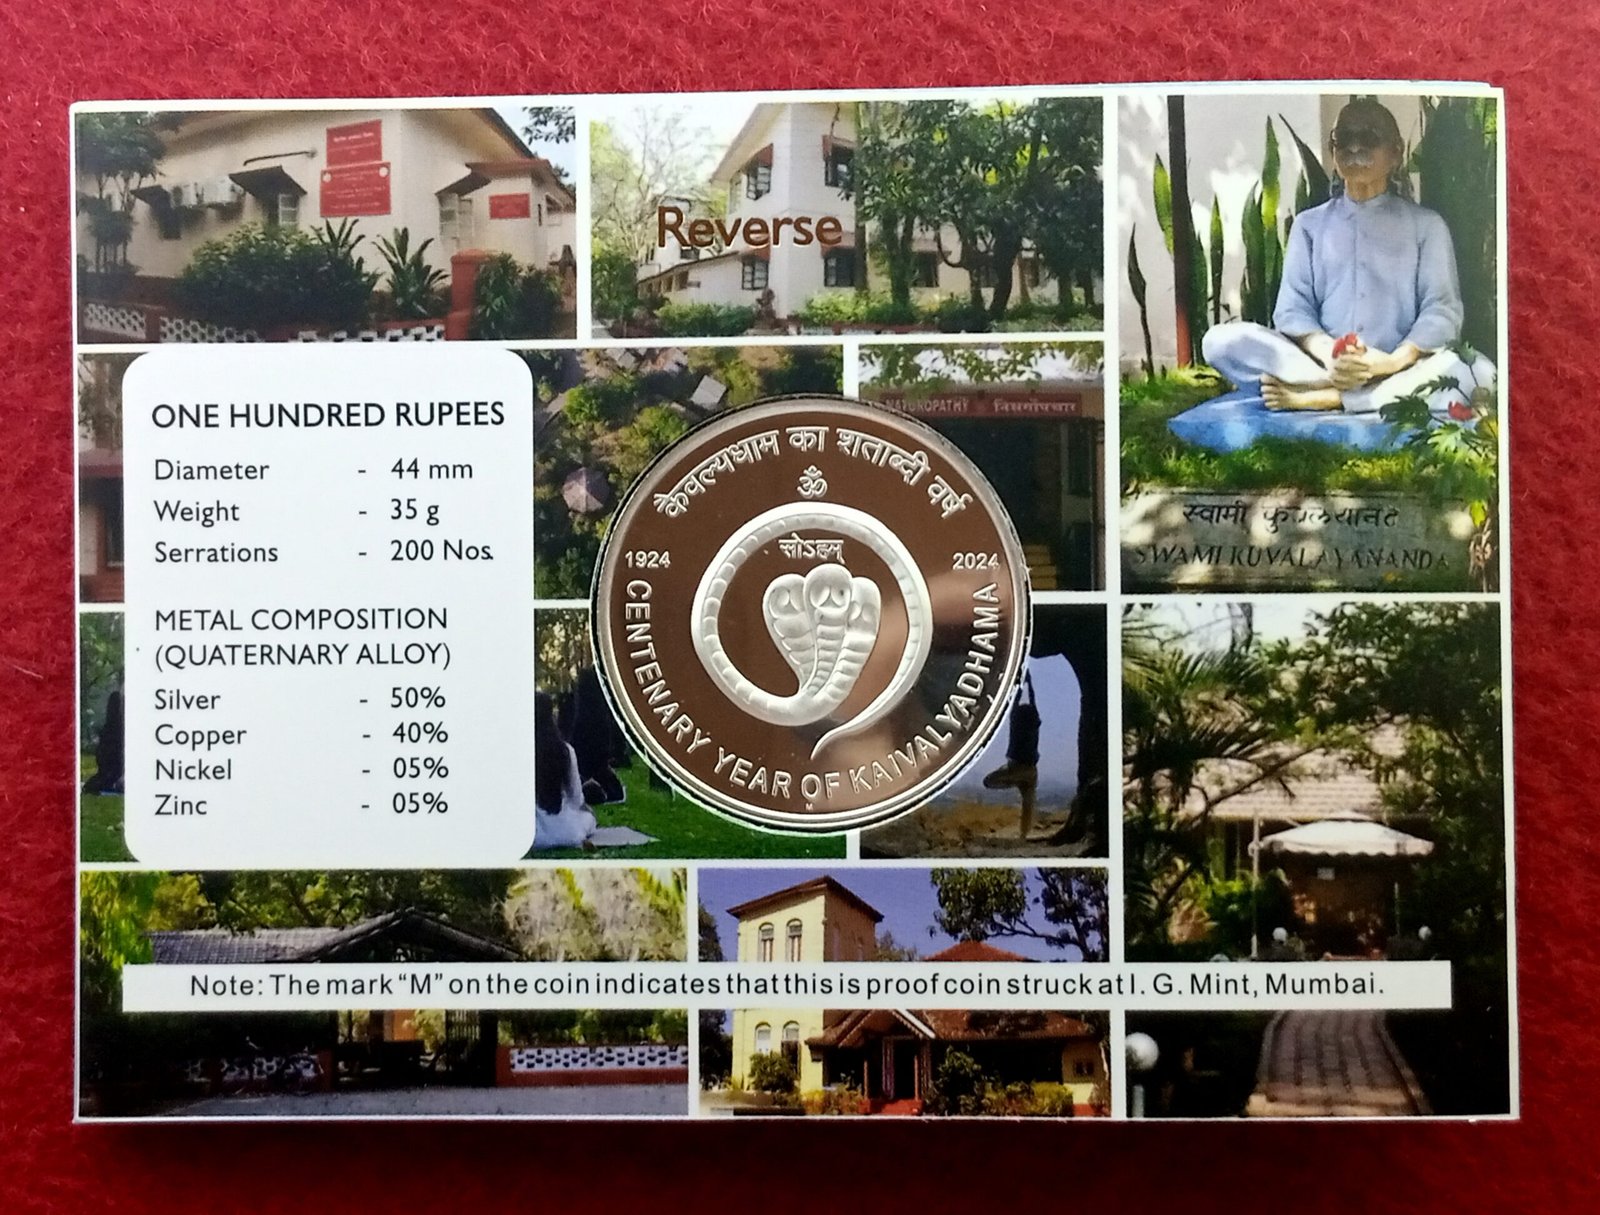 Reverse
ONE HUNDRED RUPEES
Diameter - 44 mm
Weight - 35 g
Serrations - 200 Nos.
METAL COMPOSITION
(QUATERNARY ALLOY)
Silver - 50%
Copper - 40%
Nickel - 05%
Zinc - 05%
NATUROPATHY निसर्गोपचार
कैवल्यधाम का शताब्दी वर्ष
ॐ
सोऽहम्
1924 2024
CENTENARY YEAR OF KAIVALYADHAMA
M
स्वामी कुवलयानंद
SWAMI KUVALAYANANDA
Note: The mark “M” on the coin indicates that this is proof coin struck at I. G. Mint, Mumbai.